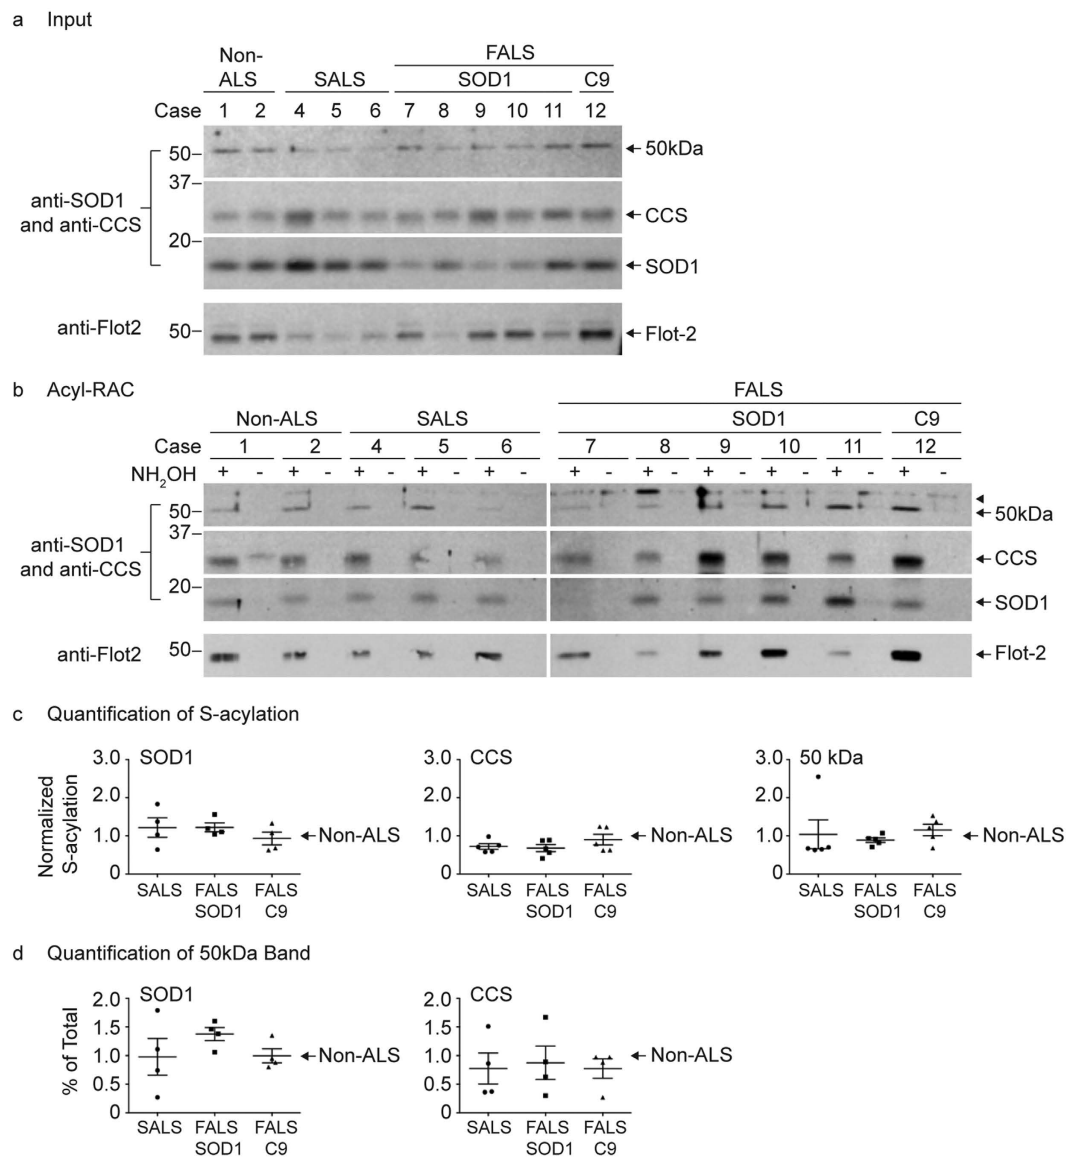 a Input
Non-
ALS
SALS
FALS
SOD1
C9
Case 1 2 4 5 6 7 8 9 10 11 12
50
50kDa
37
anti-SOD1
and anti-CCS
CCS
20
SOD1
anti-Flot2
50
Flot-2
b Acyl-RAC
FALS
Non-ALS SALS SOD1 C9
Case 1 2 4 5 6 7 8 9 10 11 12
NH2OH + - + - + - + - + - + - + - + - + - + - + -
50
50kDa
37
anti-SOD1
and anti-CCS
CCS
20
SOD1
anti-Flot2
50
Flot-2
c Quantification of S-acylation
Normalized
S-acylation
SOD1
3.0
2.0
1.0
0
Non-ALS
SALS FALS FALS
SOD1 C9
CCS
3.0
2.0
1.0
0
Non-ALS
SALS FALS FALS
SOD1 C9
50 kDa
3.0
2.0
1.0
0
Non-ALS
SALS FALS FALS
SOD1 C9
d Quantification of 50kDa Band
% of Total
SOD1
2.0
1.5
1.0
0.5
0
Non-ALS
SALS FALS FALS
SOD1 C9
CCS
2.0
1.5
1.0
0.5
0
Non-ALS
SALS FALS FALS
SOD1 C9